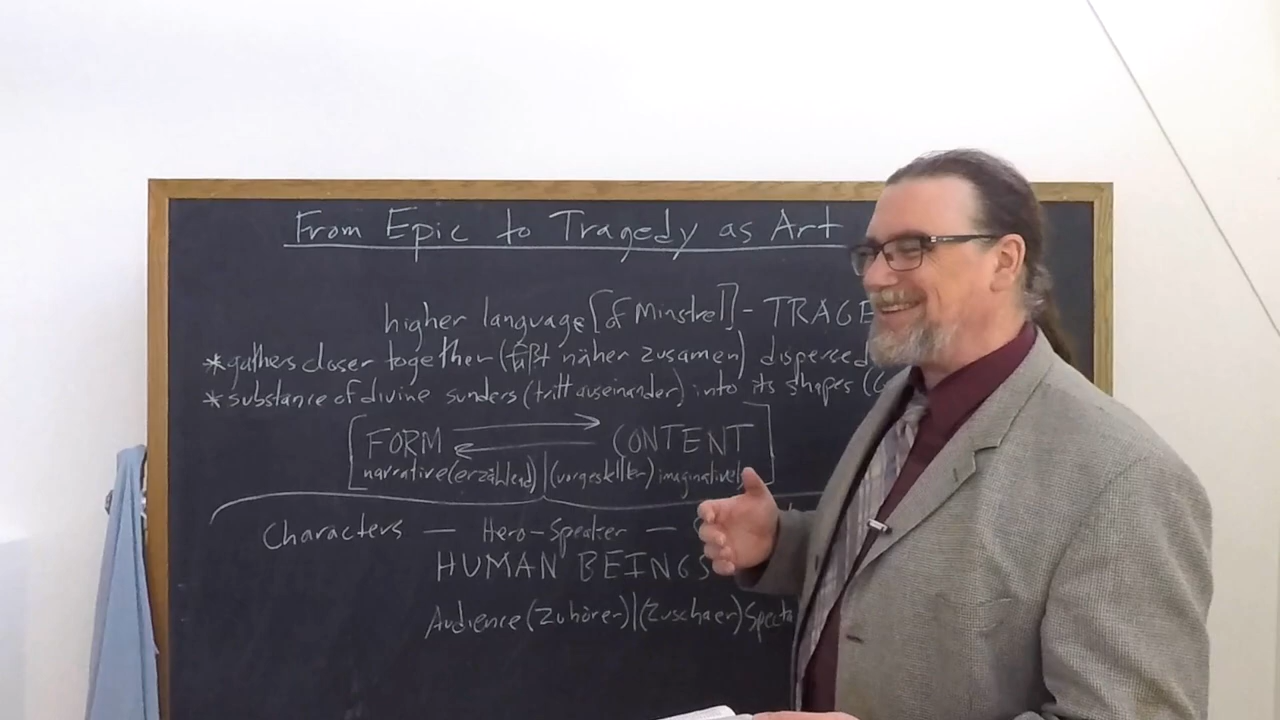 From Epic to Tragedy as Art
higher language [of Minstrel] - TRAGE
*gathers closer together (faßt näher zusamen) dispersed
*substance of divine sunders (tritt auseinander) into its shapes (G
[FORM CONTENT]
narrative (erzählend) | (vorgestellter) imaginatively
Characters — Hero-Speaker —
HUMAN BEINGS
Audience (Zuhörer) | (Zuschaer) Specta